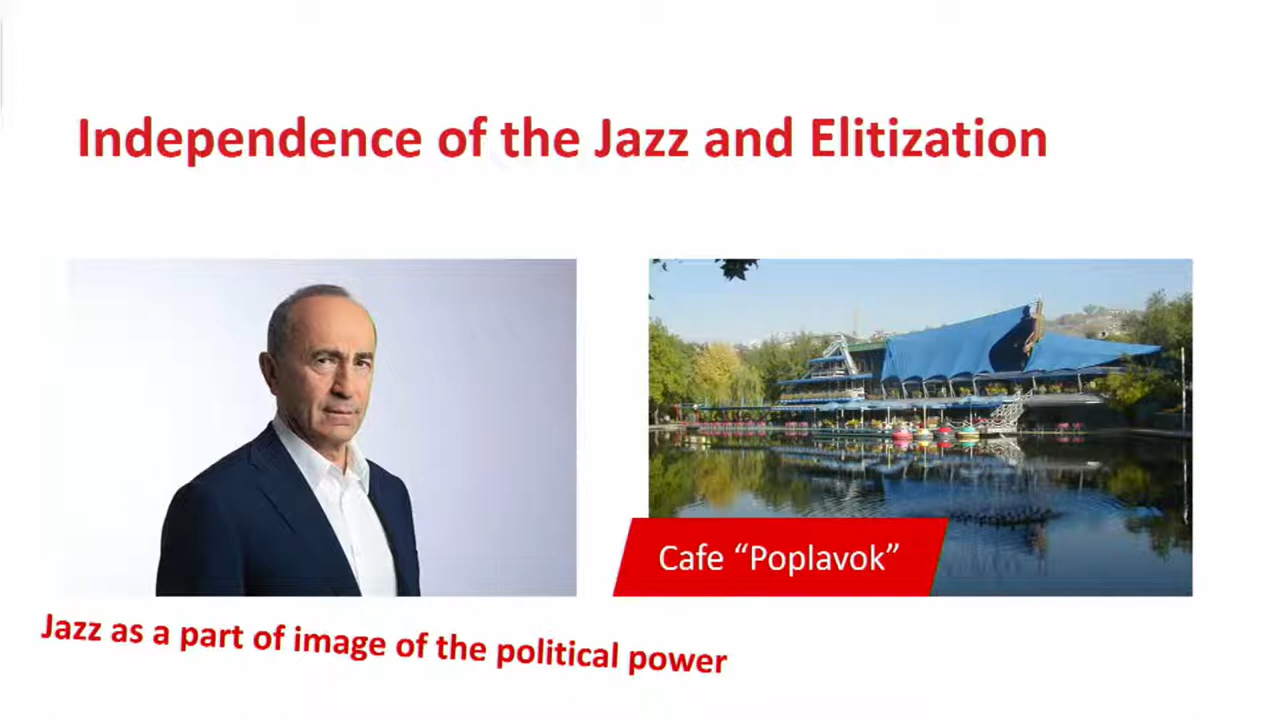 Independence of the Jazz and Elitization
Cafe “Poplavok”
Jazz as a part of image of the political power